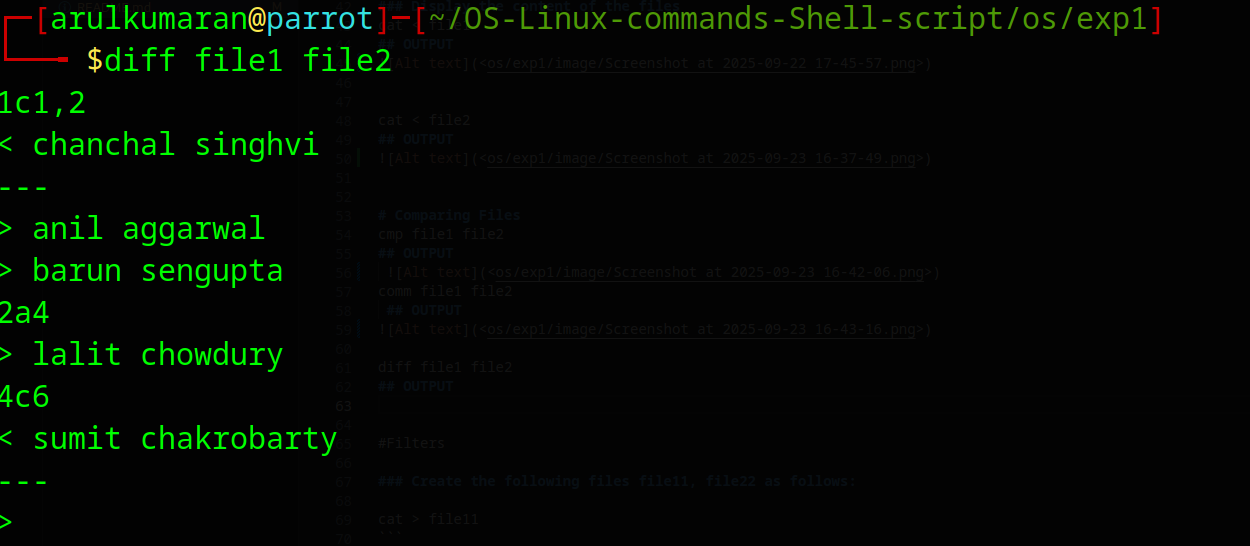 ┌─[arulkumaran@parrot]─[~/OS-Linux-commands-Shell-script/os/exp1]
└──╼ $diff file1 file2
1c1,2
< chanchal singhvi
---
> anil aggarwal
> barun sengupta
2a4
> lalit chowdury
4c6
< sumit chakrobarty
---
>
## OUTPUT
![Alt text](<os/exp1/image/Screenshot at 2025-09-22 17-45-57.png>)
46
47
48 cat < file2
49 ## OUTPUT
50 ![Alt text](<os/exp1/image/Screenshot at 2025-09-23 16-37-49.png>)
51
52
53 # Comparing Files
54 cmp file1 file2
55 ## OUTPUT
56 ![Alt text](<os/exp1/image/Screenshot at 2025-09-23 16-42-06.png>)
57 comm file1 file2
58 ## OUTPUT
59 ![Alt text](<os/exp1/image/Screenshot at 2025-09-23 16-43-16.png>)
60
61 diff file1 file2
62 ## OUTPUT
63
64
65 #Filters
66
67 ### Create the following files file11, file22 as follows:
68
69 cat > file11
70 ```